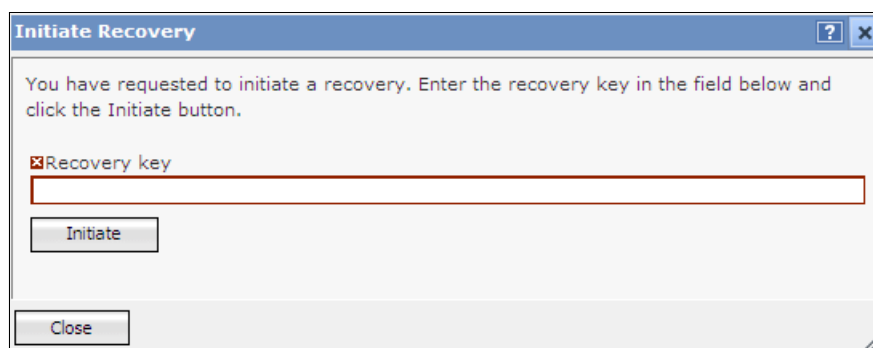 Initiate Recovery
You have requested to initiate a recovery. Enter the recovery key in the field below and
click the Initiate button.
Recovery key
Initiate
Close